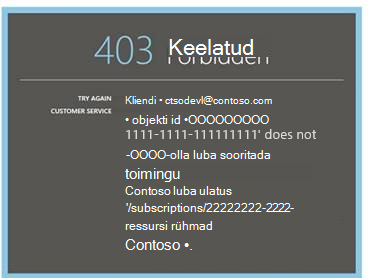 403 Keelatud
Forbidden
TRY AGAIN
CUSTOMER SERVICE
Kliendi • ctsodevl@contoso.com
• objekti id •OOOOOOOOO
1111-1111-111111111' does not
-OOOO-olla luba sooritada
toimingu
Contoso luba ulatus
'/subscriptions/22222222-2222-
ressursi rühmad
Contoso •.